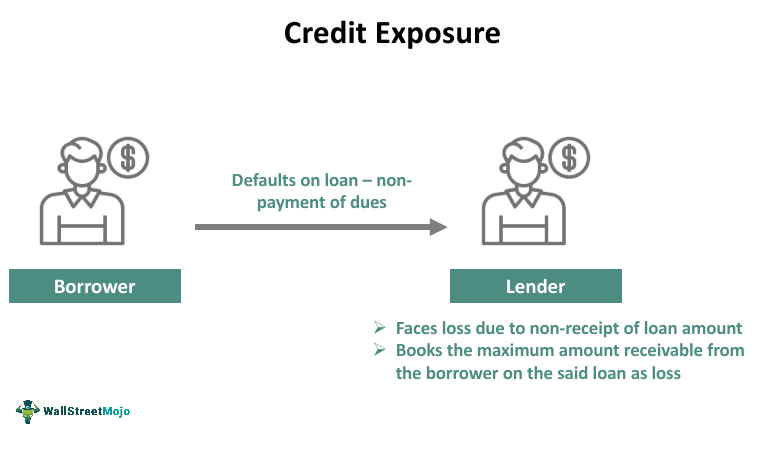 Credit Exposure
$
$
Defaults on loan – non-
payment of dues
Borrower
Lender
➢ Faces loss due to non-receipt of loan amount
➢ Books the maximum amount receivable from
the borrower on the said loan as loss
WallStreetMojo